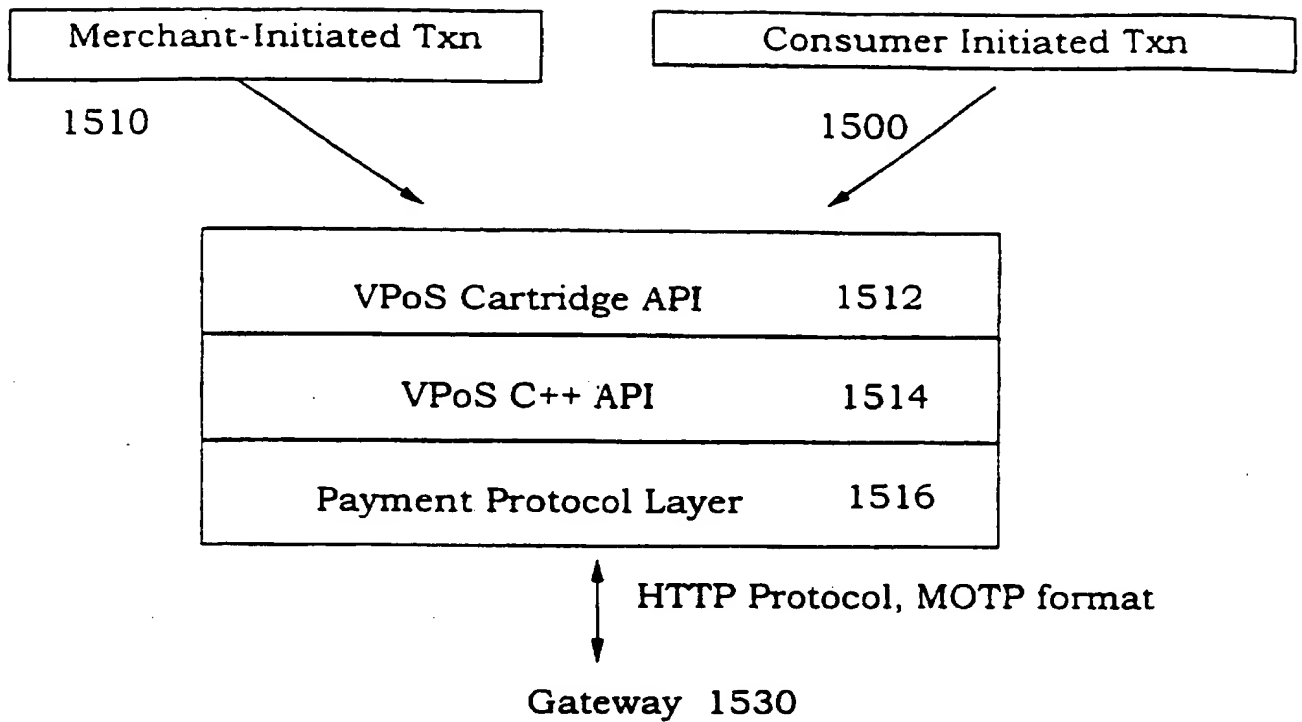 Merchant-Initiated Txn
Consumer Initiated Txn
1510
1500
VPoS Cartridge API 1512
VPoS C++ API 1514
Payment Protocol Layer 1516
HTTP Protocol, MOTP format
Gateway 1530